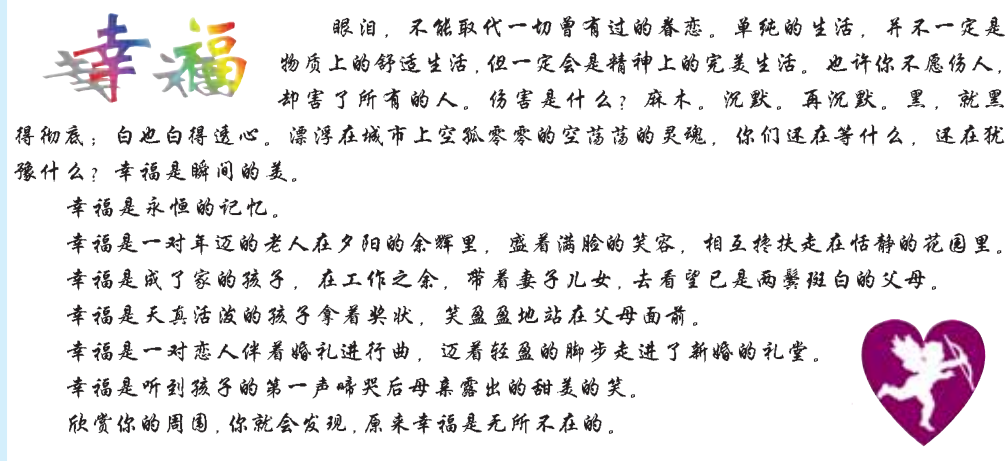 幸福
眼泪，不能取代一切曾有过的眷恋。单纯的生活，并不一定是
物质上的舒适生活，但一定会是精神上的完美生活。也许你不愿伤人，
却害了所有的人。伤害是什么？麻木。沉默。再沉默。黑，就黑
得彻底；白也白得透心。漂浮在城市上空孤零零的空荡荡的灵魂，你们还在等什么，还在犹
豫什么？幸福是瞬间的美。
幸福是永恒的记忆。
幸福是一对年迈的老人在夕阳的余辉里，盛着满脸的笑容，相互搀扶走在恬静的花园里。
幸福是成了家的孩子，在工作之余，带着妻子儿女，去看望已是两鬓斑白的父母。
幸福是天真活泼的孩子拿着奖状，笑盈盈地站在父母面前。
幸福是一对恋人伴着婚礼进行曲，迈着轻盈的脚步走进了新婚的礼堂。
幸福是听到孩子的第一声啼哭后母亲露出的甜美的笑。
欣赏你的周围，你就会发现，原来幸福是无所不在的。